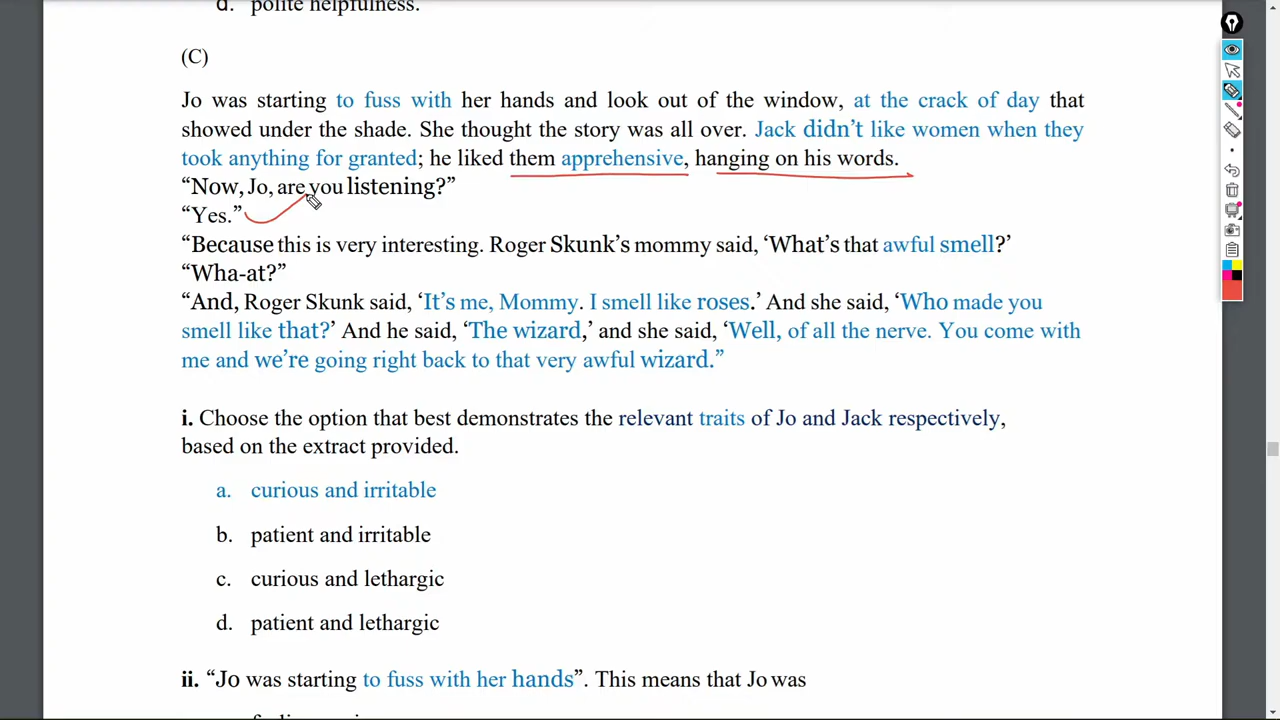 d. polite helpfulness.
(C)
Jo was starting to fuss with her hands and look out of the window, at the crack of day that
showed under the shade. She thought the story was all over. Jack didn’t like women when they
took anything for granted; he liked them apprehensive, hanging on his words.
“Now, Jo, are you listening?”
“Yes.”
“Because this is very interesting. Roger Skunk’s mommy said, ‘What’s that awful smell?’
“Wha-at?”
“And, Roger Skunk said, ‘It’s me, Mommy. I smell like roses.’ And she said, ‘Who made you
smell like that?’ And he said, ‘The wizard,’ and she said, ‘Well, of all the nerve. You come with
me and we’re going right back to that very awful wizard.”
i. Choose the option that best demonstrates the relevant traits of Jo and Jack respectively,
based on the extract provided.
a. curious and irritable
b. patient and irritable
c. curious and lethargic
d. patient and lethargic
ii. “Jo was starting to fuss with her hands”. This means that Jo was